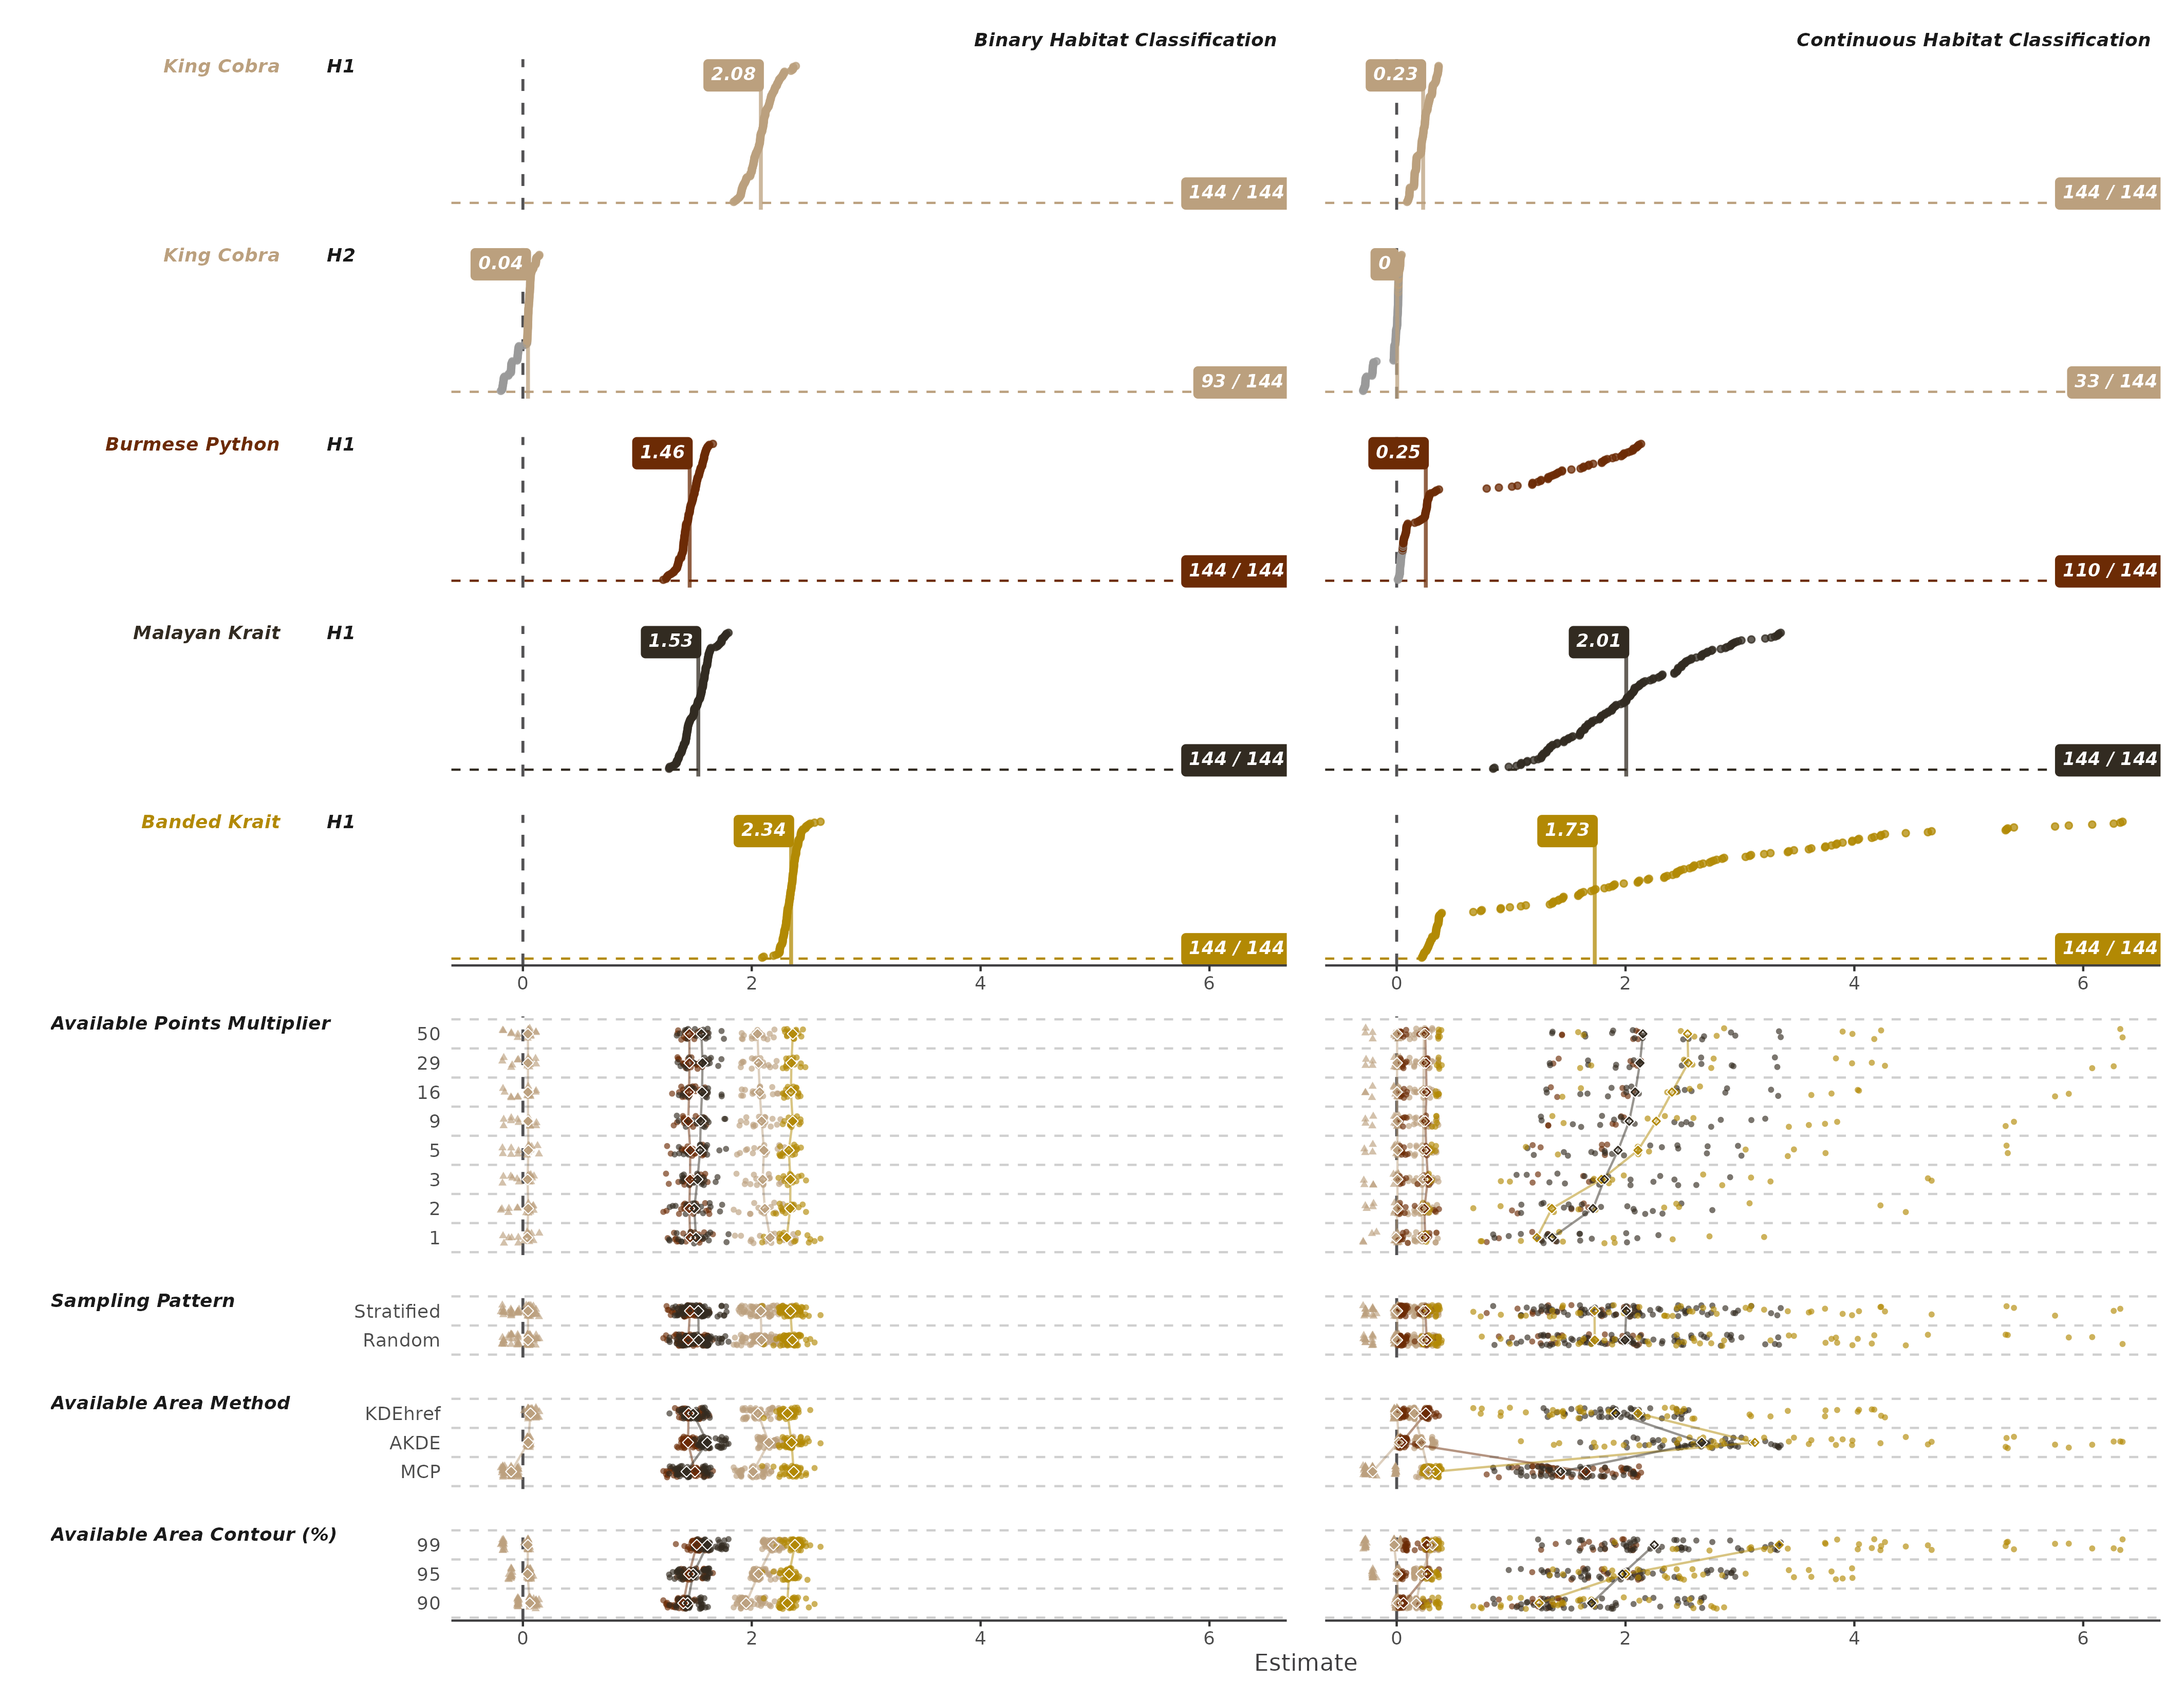 Binary Habitat Classification
Continuous Habitat Classification
King Cobra H1
2.08
0.23
144 / 144
144 / 144
King Cobra H2
0.04
0
93 / 144
33 / 144
Burmese Python H1
1.46
0.25
144 / 144
110 / 144
Malayan Krait H1
1.53
2.01
144 / 144
144 / 144
Banded Krait H1
2.34
1.73
144 / 144
144 / 144
0 2 4 6
0 2 4 6
Available Points Multiplier
50
29
16
9
5
3
2
1
Sampling Pattern
Stratified
Random
Available Area Method
KDEhref
AKDE
MCP
Available Area Contour (%)
99
95
90
0 2 4 6
0 2 4 6
Estimate